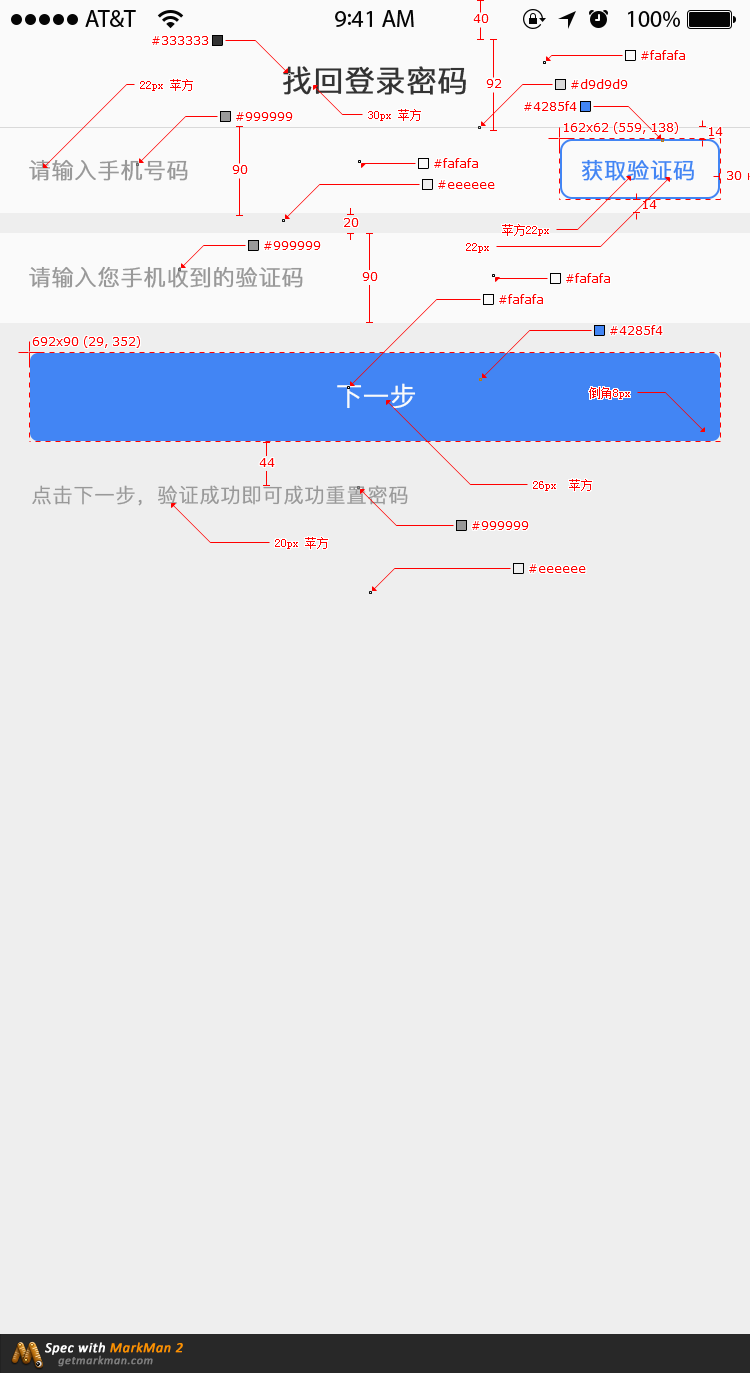 ●●●●● AT&T 9:41 AM 100%
40
#333333
#fafafa
找回登录密码
92
22px 苹方
#d9d9d9
30px 苹方
#4285f4
#999999
162x62 (559, 138)
14
请输入手机号码
90
#fafafa
获取验证码
30
#eeeeee
14
20
苹方22px
22px
#999999
请输入您手机收到的验证码
90
#fafafa
#fafafa
#4285f4
692x90 (29, 352)
下一步
倒角8px
44
26px 苹方
点击下一步，验证成功即可成功重置密码
#999999
20px 苹方
#eeeeee
Spec with MarkMan 2
getmarkman.com